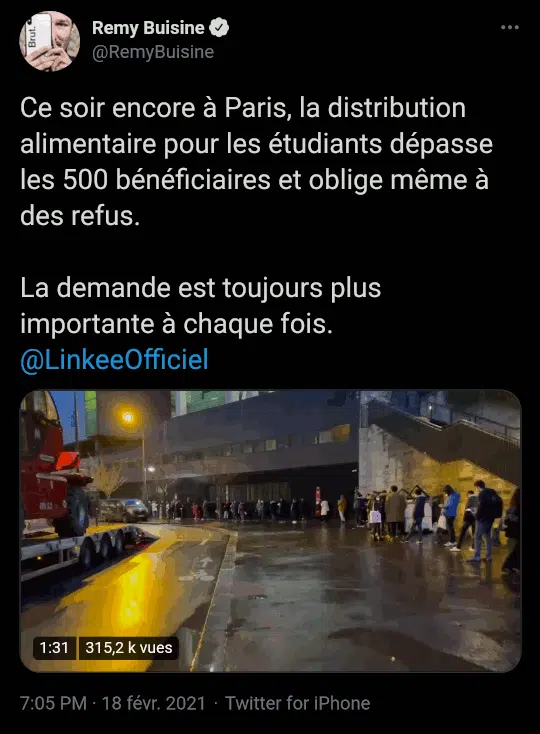 Brut.
Remy Buisine
@RemyBuisine
Ce soir encore à Paris, la distribution
alimentaire pour les étudiants dépasse
les 500 bénéficiaires et oblige même à
des refus.
La demande est toujours plus
importante à chaque fois.
@LinkeeOfficiel
1:31 315,2 k vues
7:05 PM · 18 févr. 2021 · Twitter for iPhone